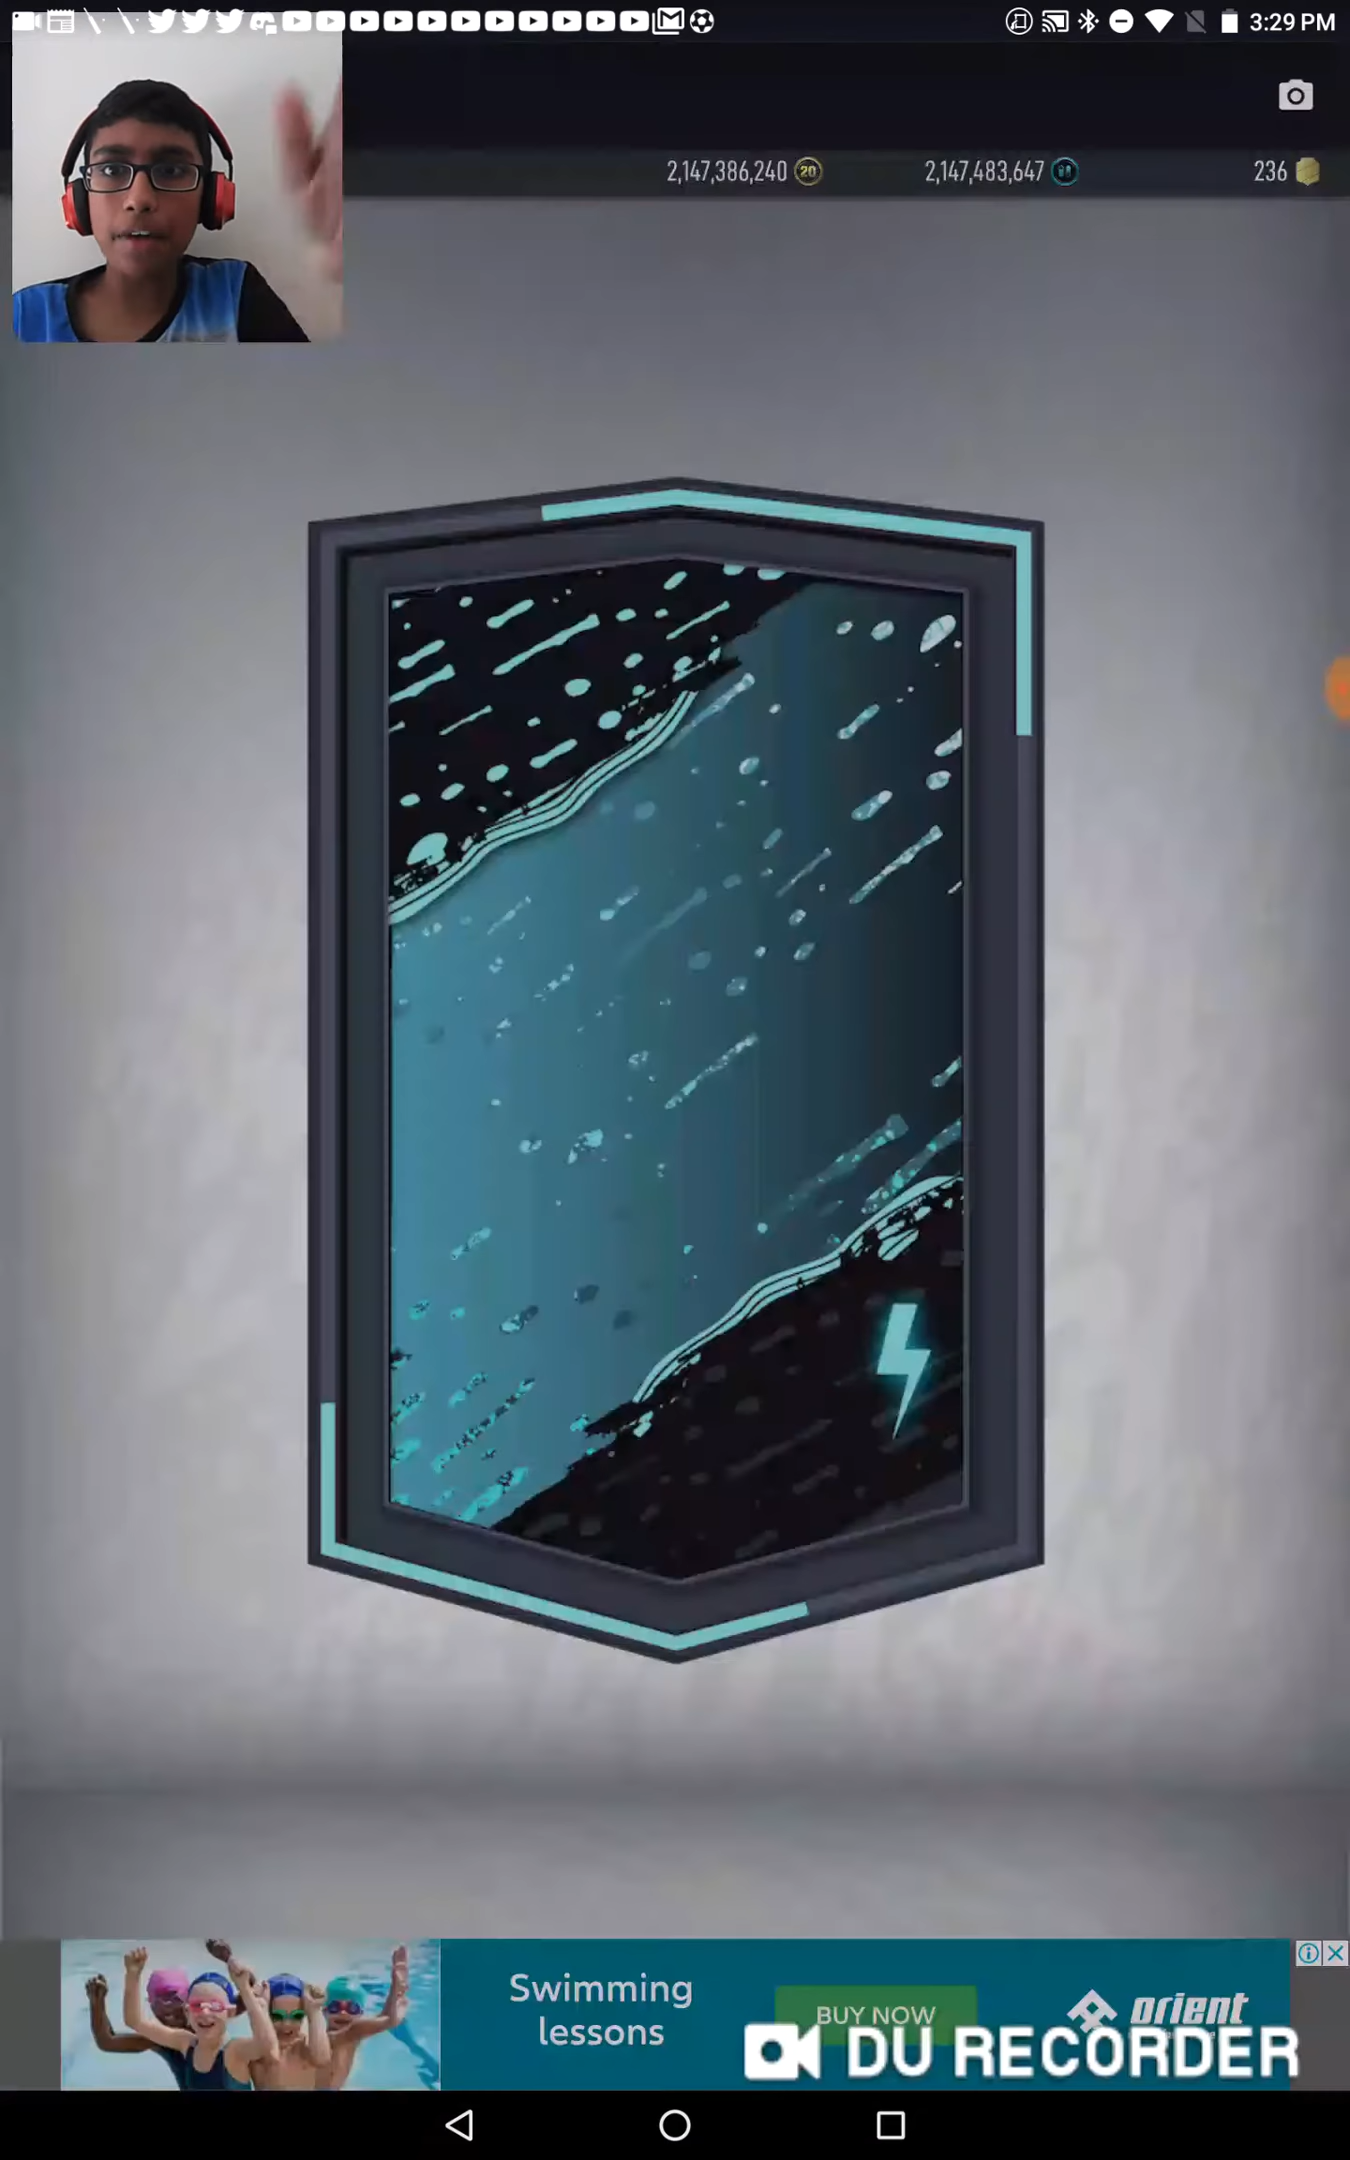 3:29 PM
2,147,386,240 20 2,147,483,647 236
Swimming
lessons
BUY NOW
orient
DU RECORDER